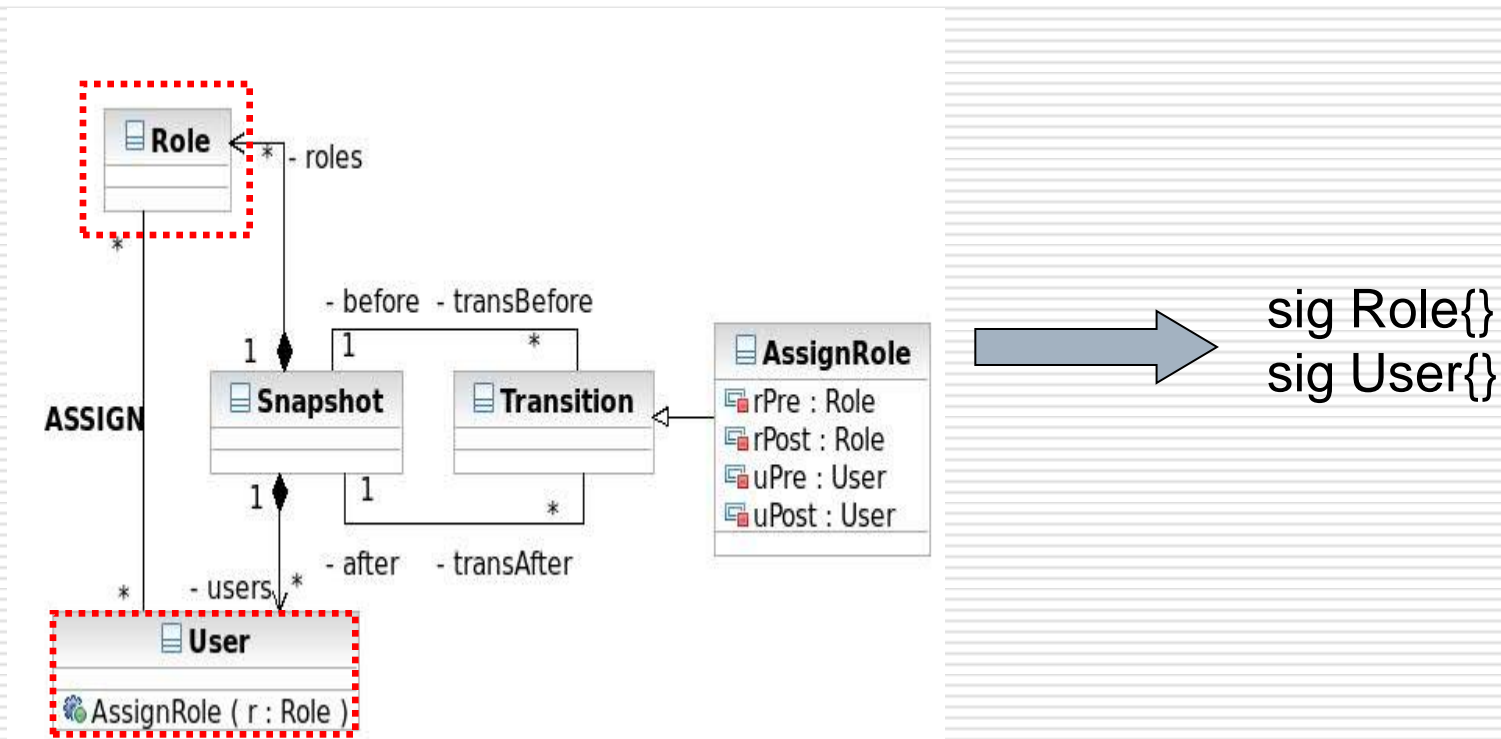 Role
* - roles
*
- before - transBefore
1 1 *
AssignRole
Snapshot
Transition
rPre : Role
rPost : Role
uPre : User
uPost : User
ASSIGN
1 1 *
- after - transAfter
* - users *
User
AssignRole ( r : Role )
sig Role{}
sig User{}